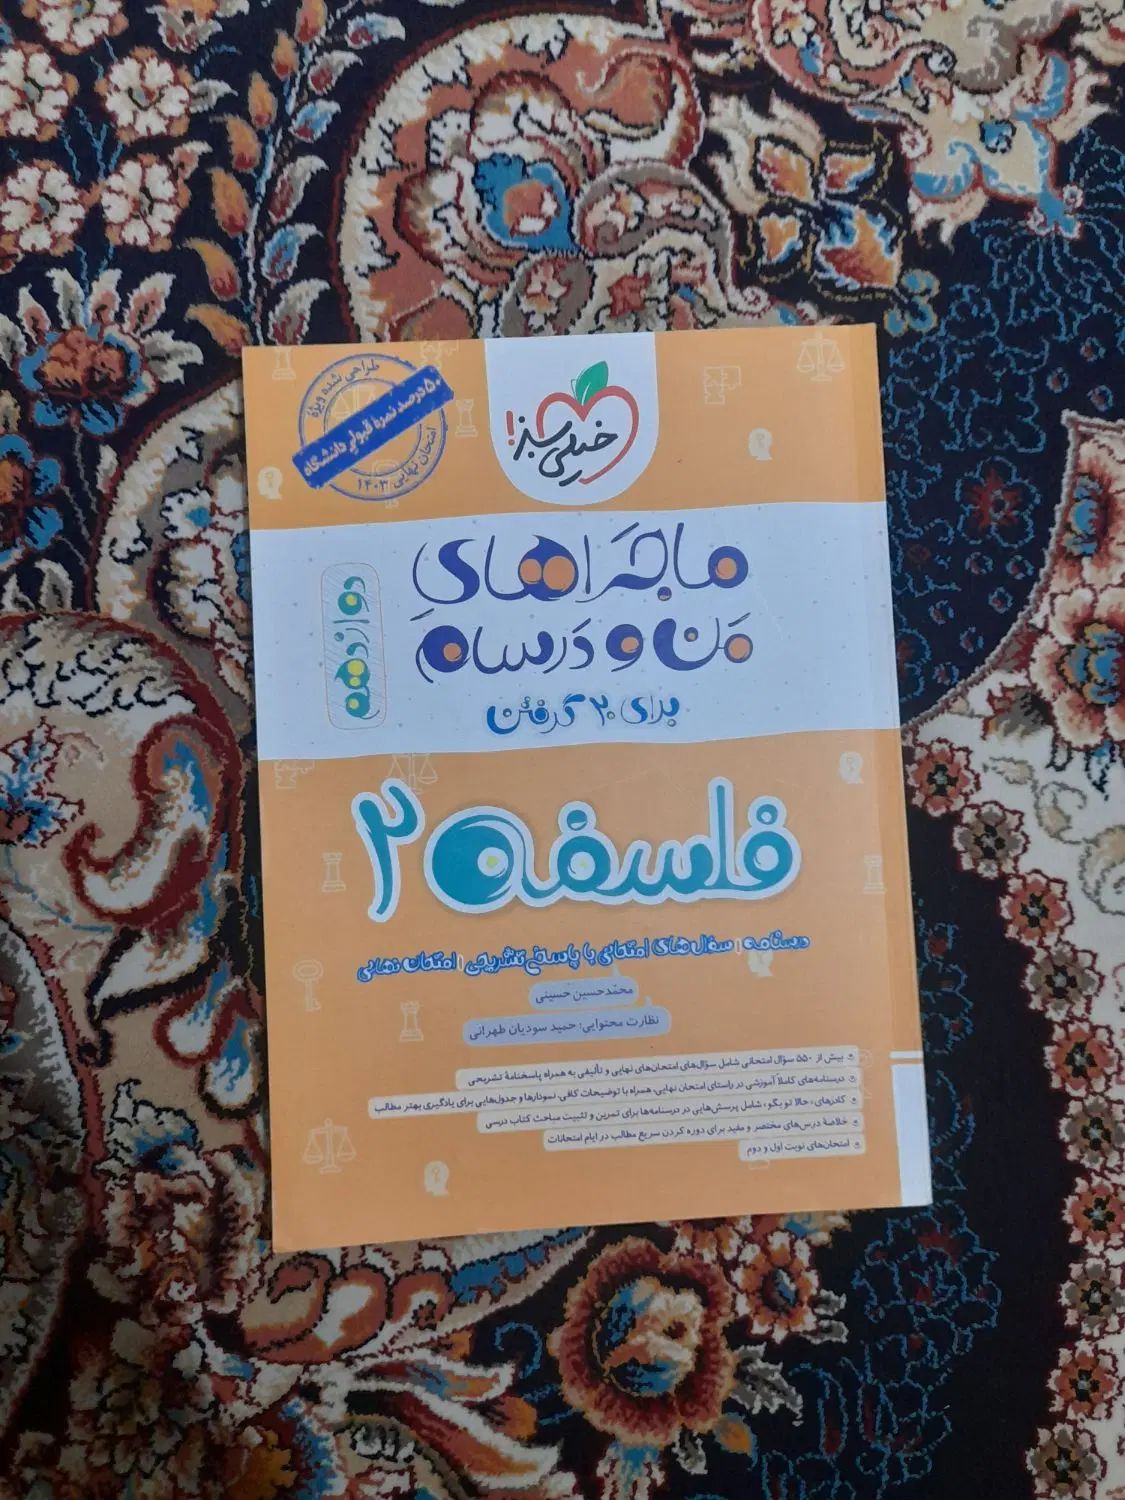 طراحی شده ویژهٔ
۵۰ درصد نمرهٔ قبولی دانشگاه
امتحان نهایی ۱۴۰۳
خیلی سبز!
ماجراهای
من و درسام
برای ۲۰ گرفتن
دوازدهم
فلسفه ۲
درسنامه | سؤال‌های امتحانی با پاسخ تشریحی | امتحان نهایی
محمدحسین حسینی
نظارت محتوایی: حمید سودیان طهرانی
بیش از ۵۵۰ سؤال امتحانی شامل سؤال‌های امتحان‌های نهایی و تألیفی به همراه پاسخنامهٔ تشریحی
درسنامه‌های کاملاً آموزشی در راستای امتحان نهایی، همراه با توضیحات کافی، نمودارها و جدول‌هایی برای یادگیری بهتر مطالب
کادرهای «حالا تو بگو» شامل پرسش‌هایی در درسنامه‌ها برای تمرین و تثبیت مباحث کتاب درسی
خلاصهٔ درس‌های مختصر و مفید برای دوره کردن سریع مطالب در ایام امتحانات
امتحان‌های نوبت اول و دوم